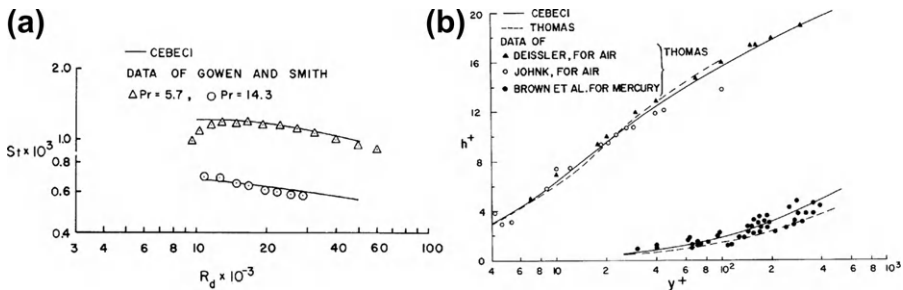 (a)
CEBECI
DATA OF GOWEN AND SMITH
△ Pr = 5.7, ○ Pr = 14.3
2.0
1.0
0.8
0.6
0.4
St × 10³
3 4 6 8 10 20 40 60 80 100
R_d × 10⁻³
(b)
CEBECI
THOMAS
DATA OF
▲ DEISSLER, FOR AIR
○ JOHNK, FOR AIR
● BROWN ET AL. FOR MERCURY
THOMAS
20
16
12
8
4
0
h⁺
4 6 8 10 2 4 6 8 10² 2 4 6 8 10³
y⁺